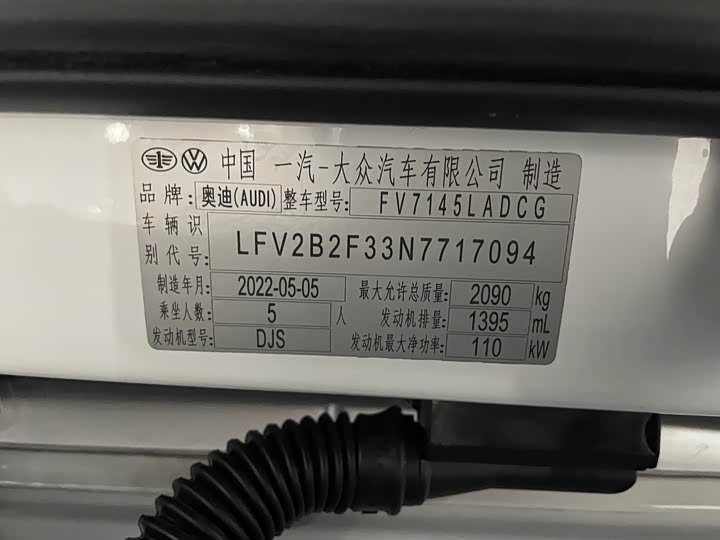 中国 一汽-大众汽车有限公司 制造
品牌: 奥迪(AUDI) 整车型号: FV7145LADCG
车辆识别代号: LFV2B2F33N7717094
制造年月: 2022-05-05 最大允许总质量: 2090 kg
乘坐人数: 5 人 发动机排量: 1395 mL
发动机型号: DJS 发动机最大净功率: 110 kW